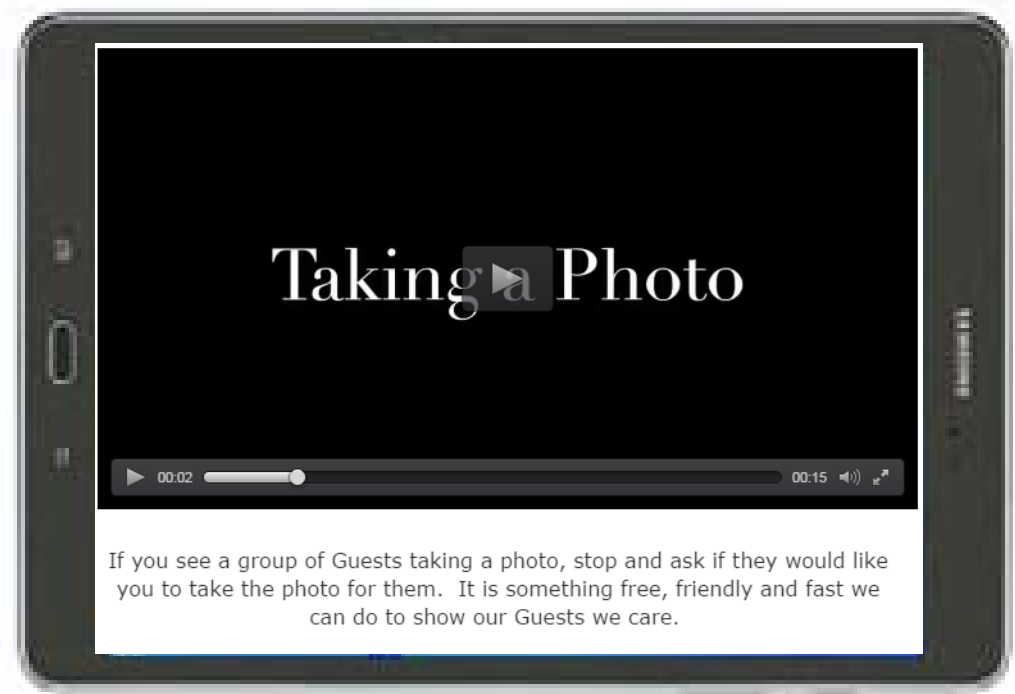 Taking a Photo
00:02
00:15
If you see a group of Guests taking a photo, stop and ask if they would like
you to take the photo for them.  It is something free, friendly and fast we
can do to show our Guests we care.